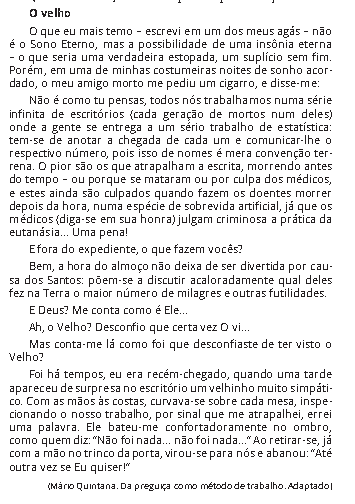 O velho
O que eu mais temo – escrevi em um dos meus agás – não
é o Sono Eterno, mas a possibilidade de uma insônia eterna
– o que seria uma verdadeira estopada, um suplício sem fim.
Porém, em uma de minhas costumeiras noites de sonho acor-
dado, o meu amigo morto me pediu um cigarro, e disse-me:
Não é como tu pensas, todos nós trabalhamos numa série
infinita de escritórios (cada geração de mortos num deles)
onde a gente se entrega a um sério trabalho de estatística:
tem-se de anotar a chegada de cada um e comunicar-lhe o
respectivo número, pois isso de nomes é mera convenção ter-
rena. O pior são os que atrapalham a escrita, morrendo antes
do tempo – ou porque se mataram ou por culpa dos médicos,
e estes ainda são culpados quando fazem os doentes morrer
depois da hora, numa espécie de sobrevida artificial, já que os
médicos (diga-se em sua honra) julgam criminosa a prática da
eutanásia... Uma pena!
E fora do expediente, o que fazem vocês?
Bem, a hora do almoço não deixa de ser divertida por cau-
sa dos Santos: põem-se a discutir acaloradamente qual deles
fez na Terra o maior número de milagres e outras futilidades.
E Deus? Me conta como é Ele...
Ah, o Velho? Desconfio que certa vez O vi...
Mas conta-me lá como foi que desconfiaste de ter visto o
Velho?
Foi há tempos, eu era recém-chegado, quando uma tarde
apareceu de surpresa no escritório um velhinho muito simpáti-
co. Com as mãos às costas, curvava-se sobre cada mesa, inspe-
cionando o nosso trabalho, por sinal que me atrapalhei, errei
uma palavra. Ele bateu-me confortadoramente no ombro,
como quem diz: “Não foi nada... não foi nada...” Ao retirar-se, já
com a mão no trinco da porta, virou-se para nós e abanou: “Até
outra vez se Eu quiser!”
(Mário Quintana. Da preguiça como método de trabalho. Adaptado)